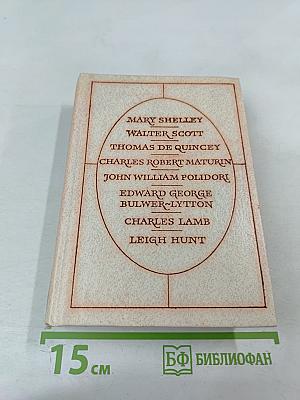 MARY SHELLEY
WALTER SCOTT
THOMAS DE QUINCEY
CHARLES ROBERT MATURIN
JOHN WILLIAM POLIDORI
EDWARD GEORGE
BULWER~LYTTON
CHARLES LAMB
LEIGH HUNT
15 см
БФ БИБЛИОФАН